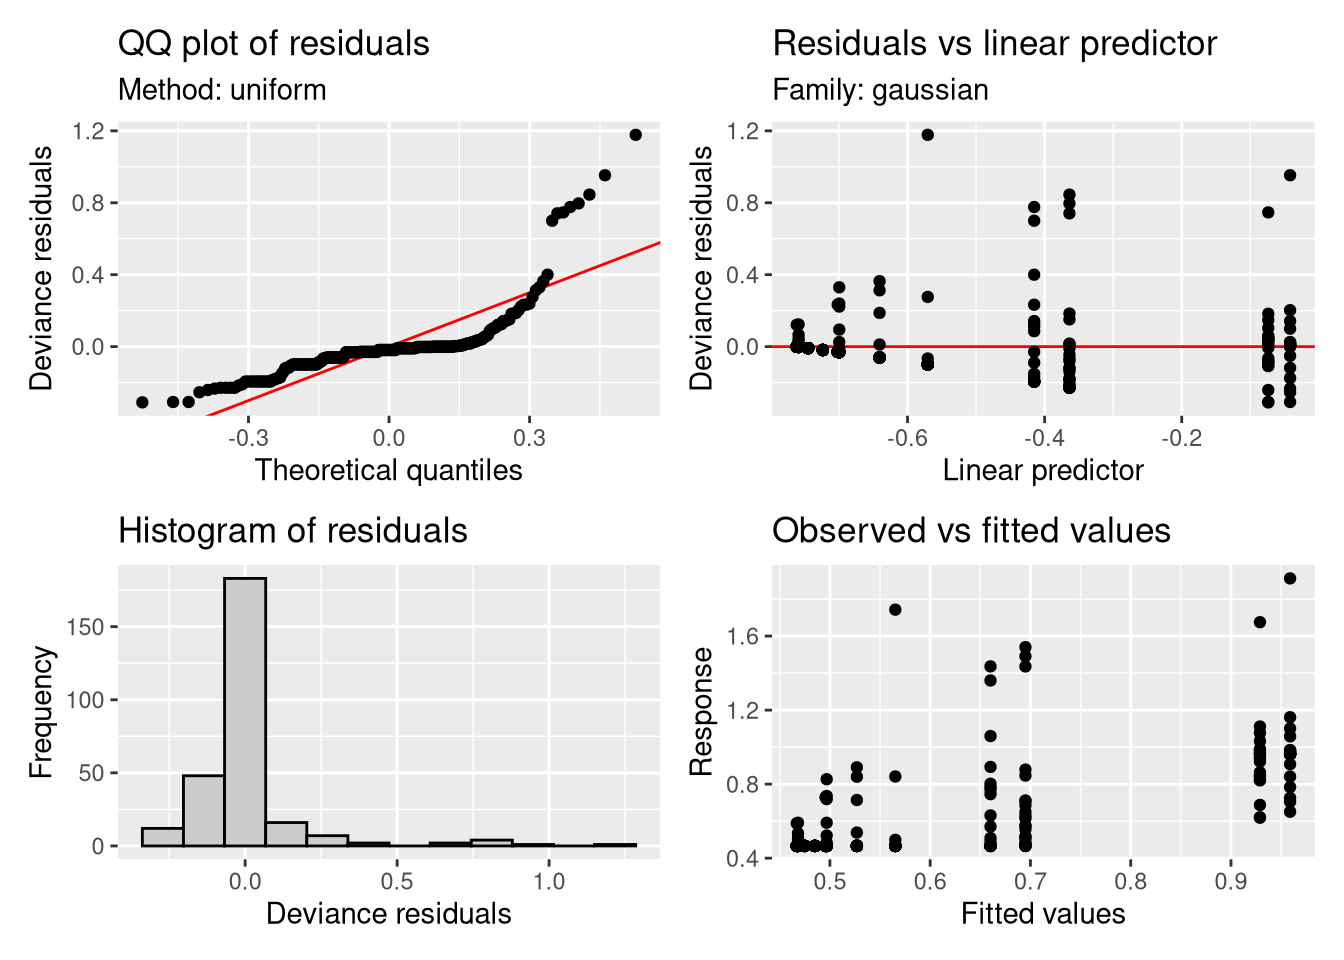 QQ plot of residuals
Method: uniform
Deviance residuals
1.2
0.8
0.4
0.0
-0.3
0.0
0.3
Theoretical quantiles
Residuals vs linear predictor
Family: gaussian
Deviance residuals
1.2
0.8
0.4
0.0
-0.6
-0.4
-0.2
Linear predictor
Histogram of residuals
Frequency
150
100
50
0
0.0
0.5
1.0
Deviance residuals
Observed vs fitted values
Response
1.6
1.2
0.8
0.4
0.5
0.6
0.7
0.8
0.9
Fitted values